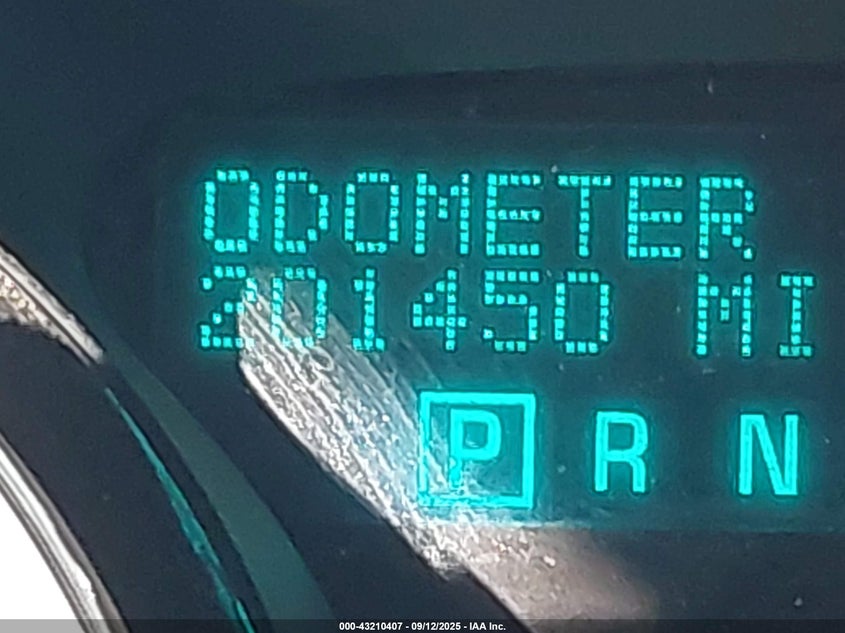 ODOMETER
201450 MI
P R N
000-43210407 - 09/12/2025 - IAA Inc.